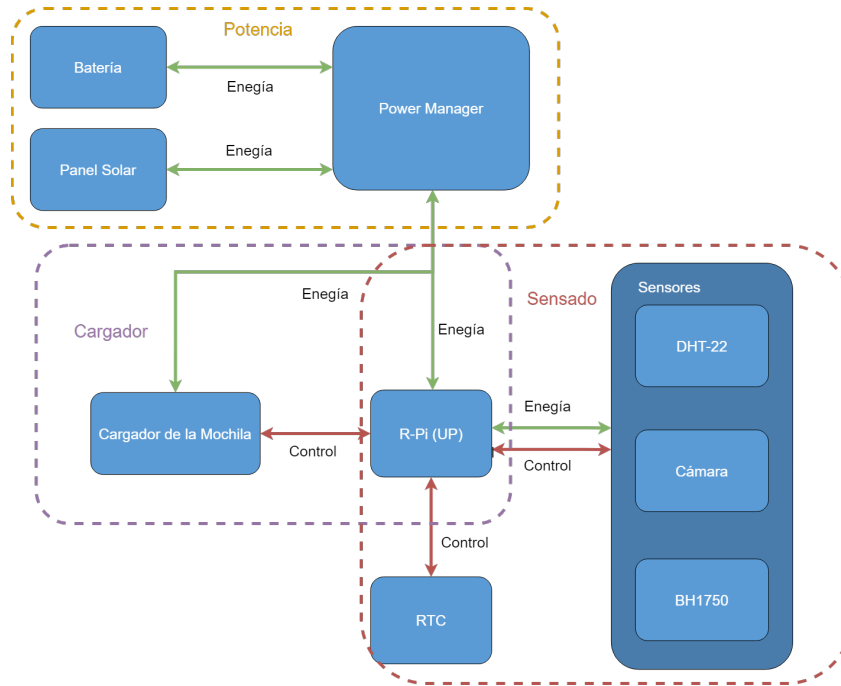 Potencia
Batería
Enegía
Power Manager
Enegía
Panel Solar
Enegía
Sensores
Sensado
Cargador
Enegía
DHT-22
Enegía
Cargador de la Mochila
Control
R-Pi (UP)
Control
Cámara
Control
RTC
BH1750